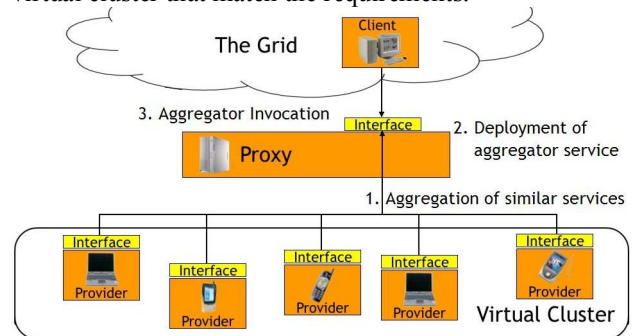 virtual cluster that match the requirements.
Client
The Grid
3. Aggregator Invocation
Interface
2. Deployment of
aggregator service
Proxy
1. Aggregation of similar services
Interface
Provider
Interface
Provider
Interface
Provider
Interface
Provider
Interface
Provider
Virtual Cluster